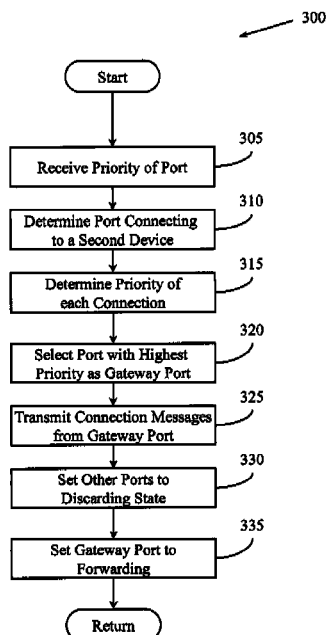 300
Start
305
Receive Priority of Port
310
Determine Port Connecting
to a Second Device
315
Determine Priority of
each Connection
320
Select Port with Highest
Priority as Gateway Port
325
Transmit Connection Messages
from Gateway Port
330
Set Other Ports to
Discarding State
335
Set Gateway Port to
Forwarding
Return